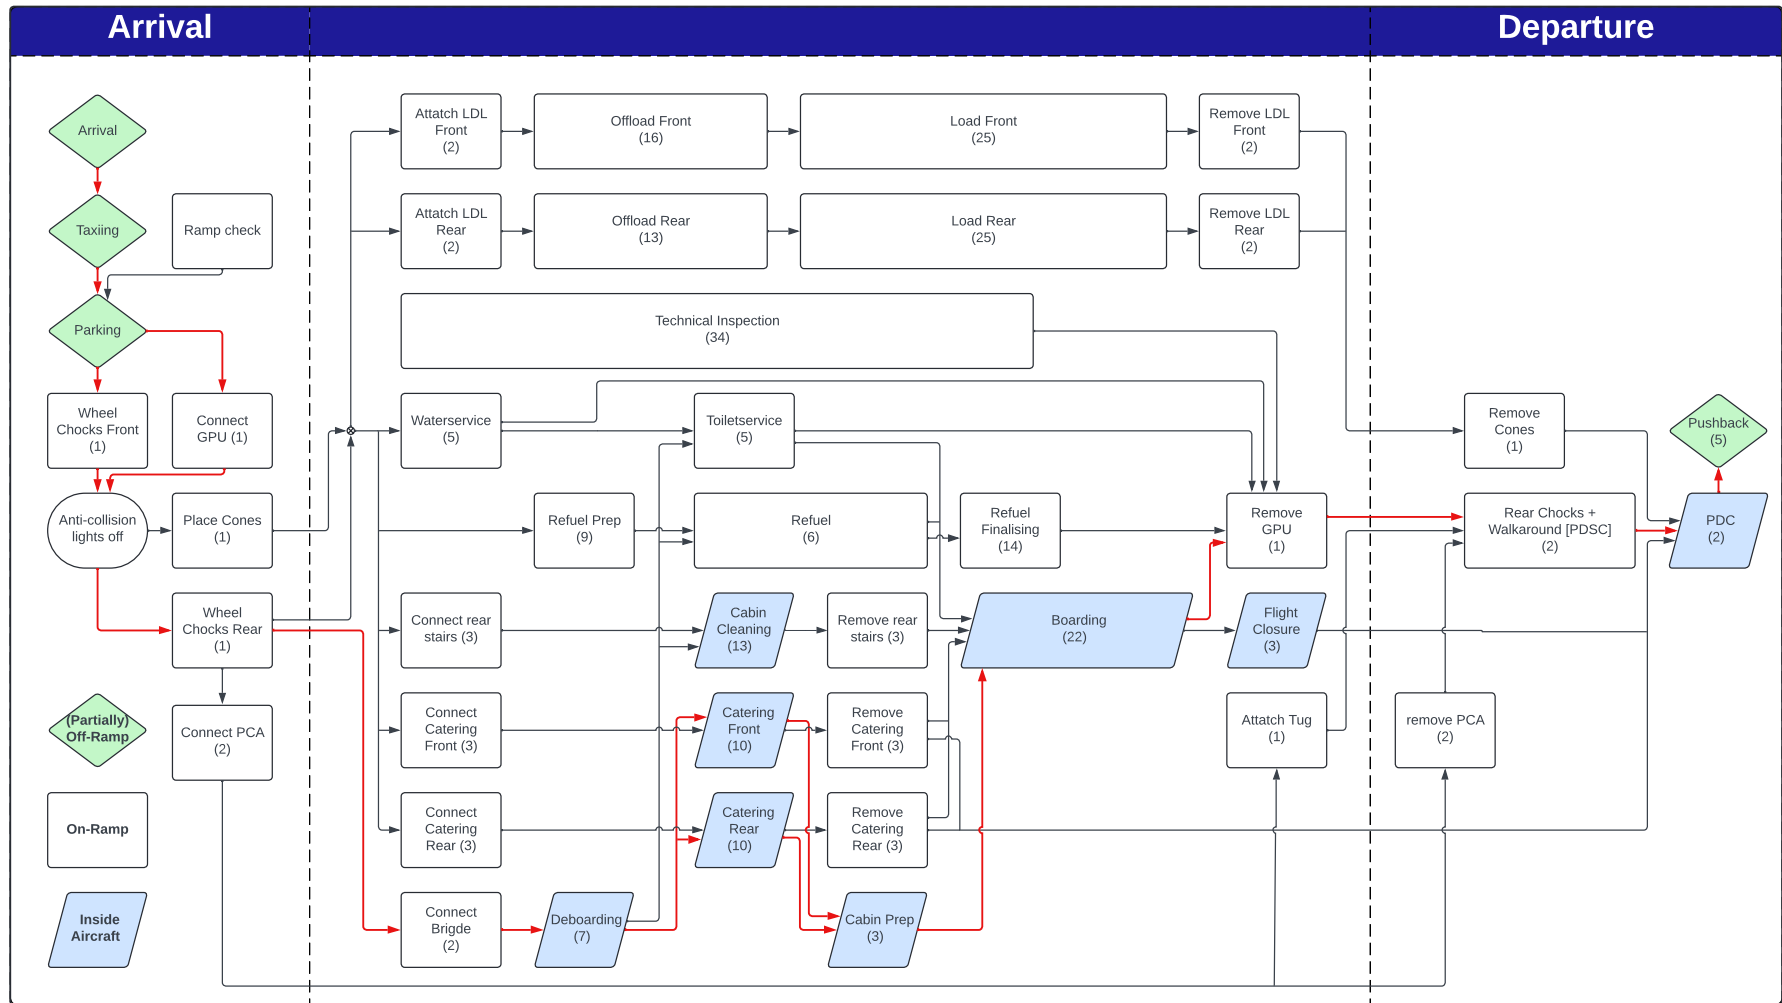 Arrival
Departure
Arrival
Taxiing
Ramp check
Parking
Wheel
Chocks Front
(1)
Connect
GPU (1)
Anti-collision
lights off
Place Cones
(1)
Wheel
Chocks Rear
(1)
Connect PCA
(2)
(Partially)
Off-Ramp
On-Ramp
Inside
Aircraft
Attatch LDL
Front
(2)
Offload Front
(16)
Load Front
(25)
Remove LDL
Front
(2)
Attatch LDL
Rear
(2)
Offload Rear
(13)
Load Rear
(25)
Remove LDL
Rear
(2)
Technical Inspection
(34)
Waterservice
(5)
Toiletservice
(5)
Refuel Prep
(9)
Refuel
(6)
Refuel
Finalising
(14)
Remove
GPU
(1)
Connect rear
stairs (3)
Cabin
Cleaning
(13)
Remove rear
stairs (3)
Boarding
(22)
Flight
Closure
(3)
Connect
Catering
Front (3)
Catering
Front
(10)
Remove
Catering
Front (3)
Attatch Tug
(1)
Connect
Catering
Rear (3)
Catering
Rear
(10)
Remove
Catering
Rear (3)
Connect
Brigde
(2)
Deboarding
(7)
Cabin Prep
(3)
Remove
Cones
(1)
Pushback
(5)
Rear Chocks +
Walkaround [PDSC]
(2)
PDC
(2)
remove PCA
(2)